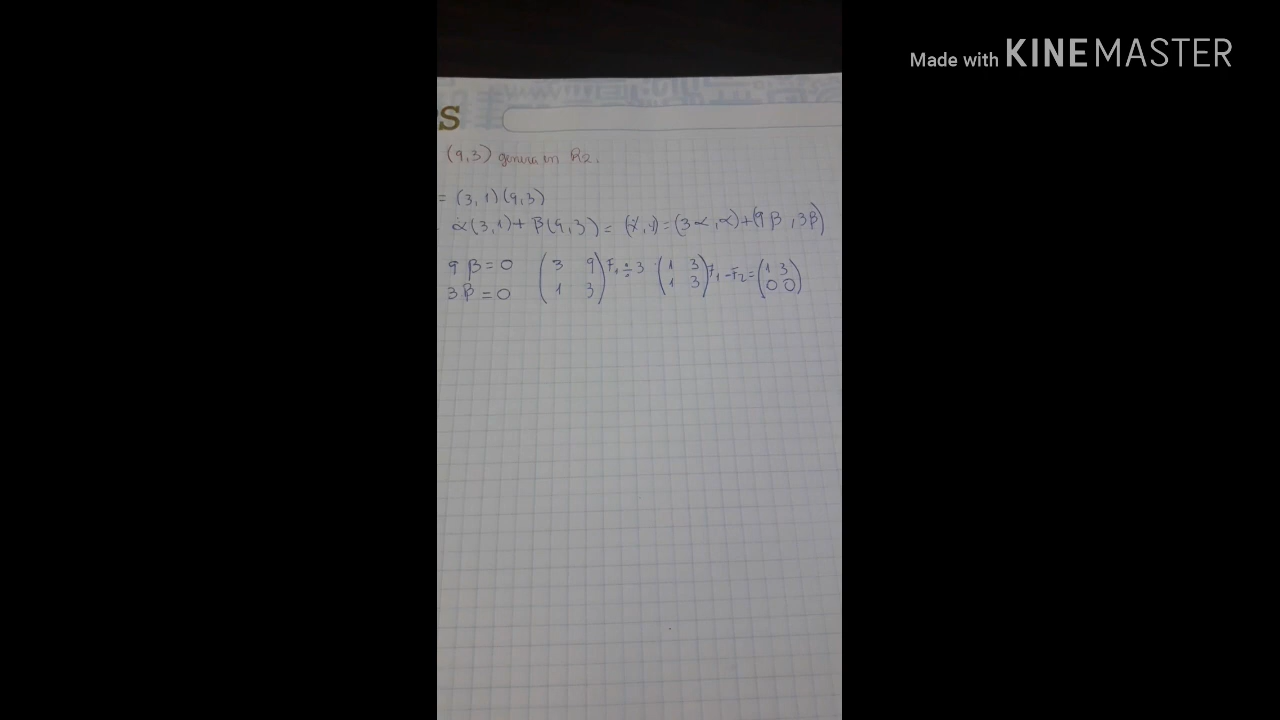 Made with KINEMASTER
OS
(9,3) genera en R2.
= (3,1)(9,3)
α(3,1)+ β(9,3) = (x,y)=(3α,α)+(9β,3β)
9β=0 (3 9) F1÷3 (1 3) F1-F2=(1 3)
3β=0 (1 3) (1 3) (0 0)